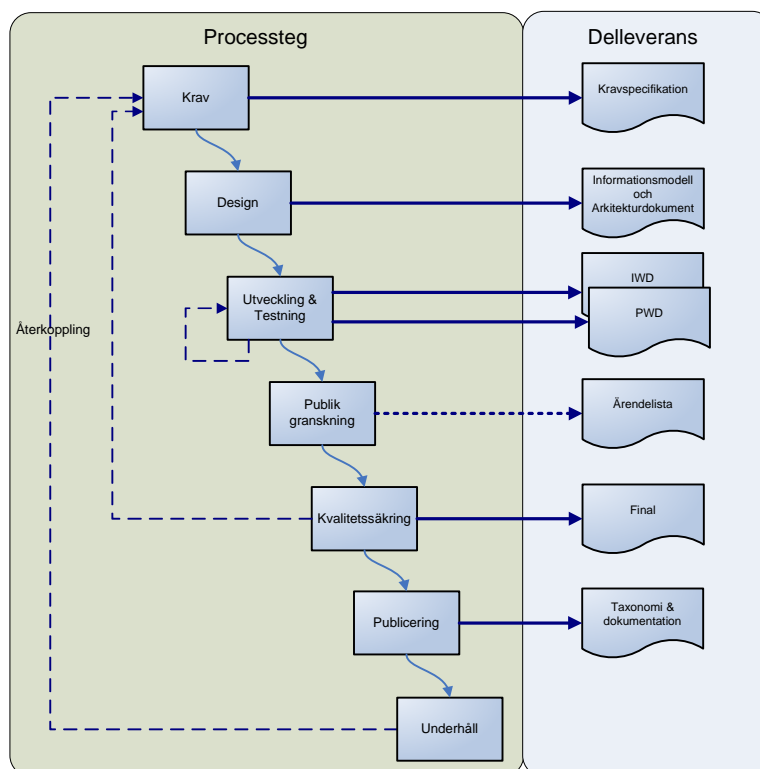 Processteg
Delleverans
Krav
Kravspecifikation
Design
Informationsmodell
och
Arkitekturdokument
Utveckling &
Testning
IWD
PWD
Återkoppling
Publik
granskning
Ärendelista
Kvalitetssäkring
Final
Publicering
Taxonomi &
dokumentation
Underhåll